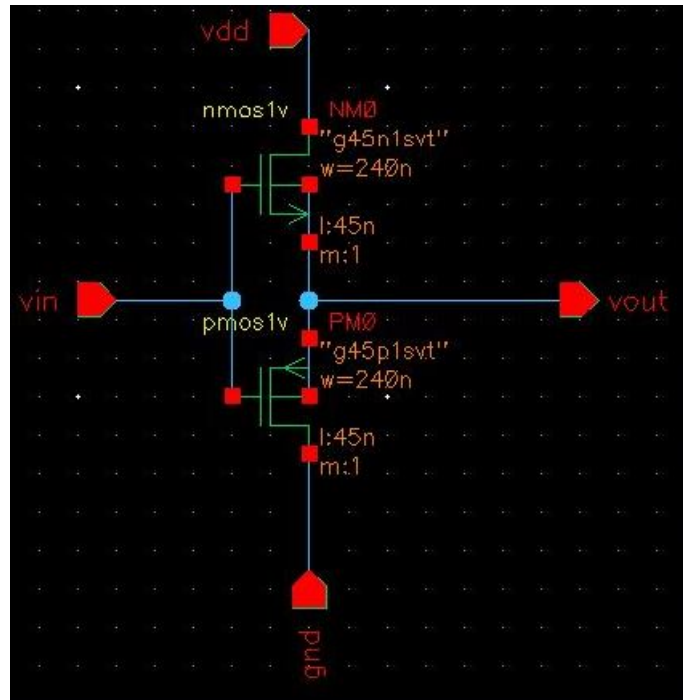 vdd
nmos1v NM0
"g45n1svt"
w=240n
l:45n
m:1
vin
vout
pmos1v PM0
"g45p1svt"
w=240n
l:45n
m:1
gnd